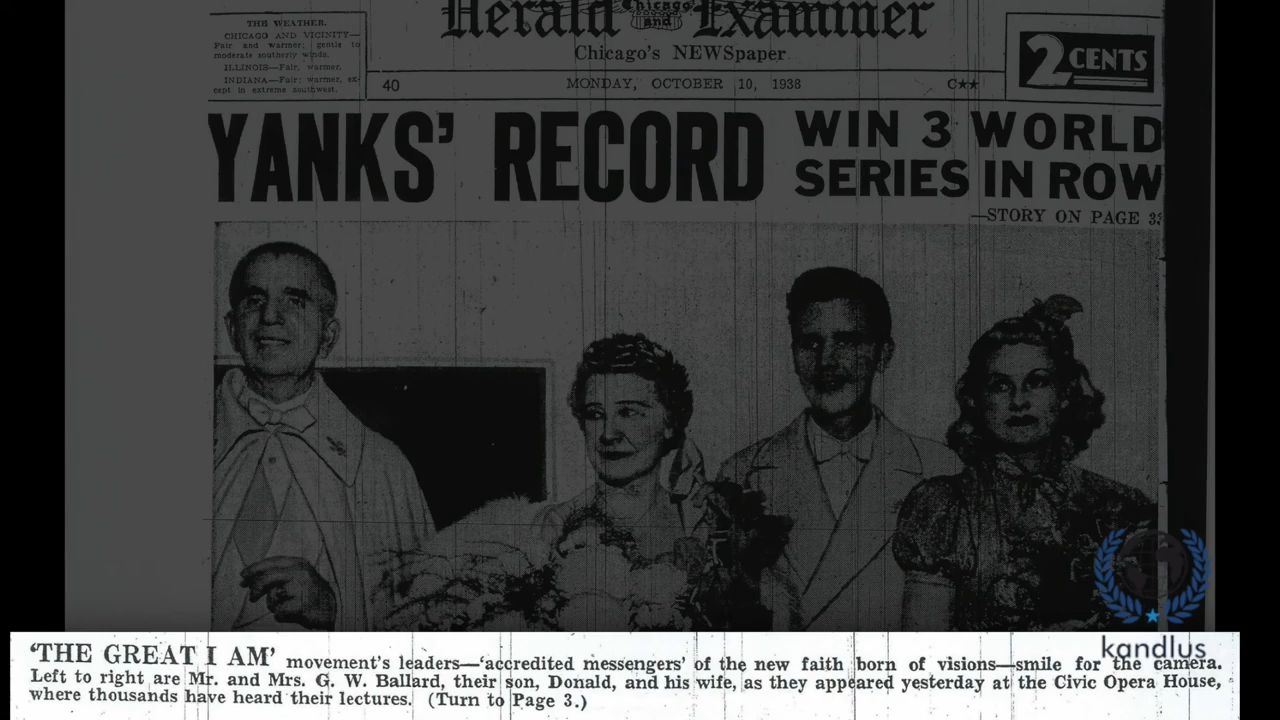 Herald Chicago and Examiner
Chicago's NEWSpaper
THE WEATHER.
CHICAGO AND VICINITY—
Fair and warmer; gentle to
moderate southerly winds.
ILLINOIS—Fair, warmer.
INDIANA—Fair; warmer, ex-
cept in extreme southwest.
2 CENTS
40 MONDAY, OCTOBER 10, 1938 C★★
YANKS' RECORD
WIN 3 WORLD
SERIES IN ROW
—STORY ON PAGE 33
kandlus
'THE GREAT I AM' movement's leaders—'accredited messengers' of the new faith born of visions—smile for the camera.
Left to right are Mr. and Mrs. G. W. Ballard, their son, Donald, and his wife, as they appeared yesterday at the Civic Opera House,
where thousands have heard their lectures. (Turn to Page 3.)